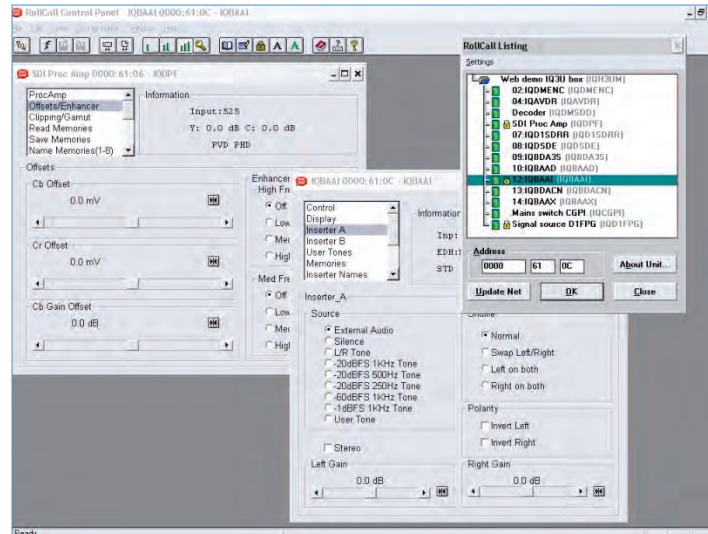 RollCall Control Panel - IQBAAI 0000:61:0C - IQBAAI
SDI Proc Amp 0000:61:06 - IQDPF
ProcAmp
Offsets/Enhancer
Clipping/Gamut
Read Memories
Save Memories
Name Memories(1-8)
Information
Input:525
Y: 0.0 dB C: 0.0 dB
PVD PHD
Offsets
Cb Offset
0.0 mV
Cr Offset
0.0 mV
Cb Gain Offset
0.0 dB
Enhancer
High Fre
Off
Low
Med
High
Med Fre
Off
Low
Med
High
IQBAAI 0000:61:0C - IQBAAI
Control
Display
Inserter A
Inserter B
User Tones
Memories
Inserter Names
Information
Inp:
EDH:
STD
Inserter_A
Source
External Audio
Silence
L/R Tone
-20dBFS 1KHz Tone
-20dBFS 500Hz Tone
-20dBFS 250Hz Tone
-60dBFS 1KHz Tone
-1dBFS 1KHz Tone
User Tone
Stereo
Left Gain
0.0 dB
Normal
Swap Left/Right
Left on both
Right on both
Polarity
Invert Left
Invert Right
Right Gain
0.0 dB
RollCall Listing
Settings
Web demo IQ3U box (IQH3UM)
02:IQDMENC (IQDMENC)
04:IQAVDR (IQAVDR)
Decoder (IQDMSDD)
SDI Proc Amp (IQDPF)
07:IQD1SDRR (IQD1SDRR)
08:IQDSDE (IQDSDE)
09:IQBDA3S (IQBDA3S)
10:IQBAAD (IQBAAD)
12:IQBAAI (IQBAAI)
13:IQBDACN (IQBDACN)
14:IQBAAX (IQBAAX)
Mains switch CGPI (IQCGPI)
Signal source D1FPG (IQD1FPG)
Address
0000 61 0C
About Unit...
Update Net OK Close
Ready